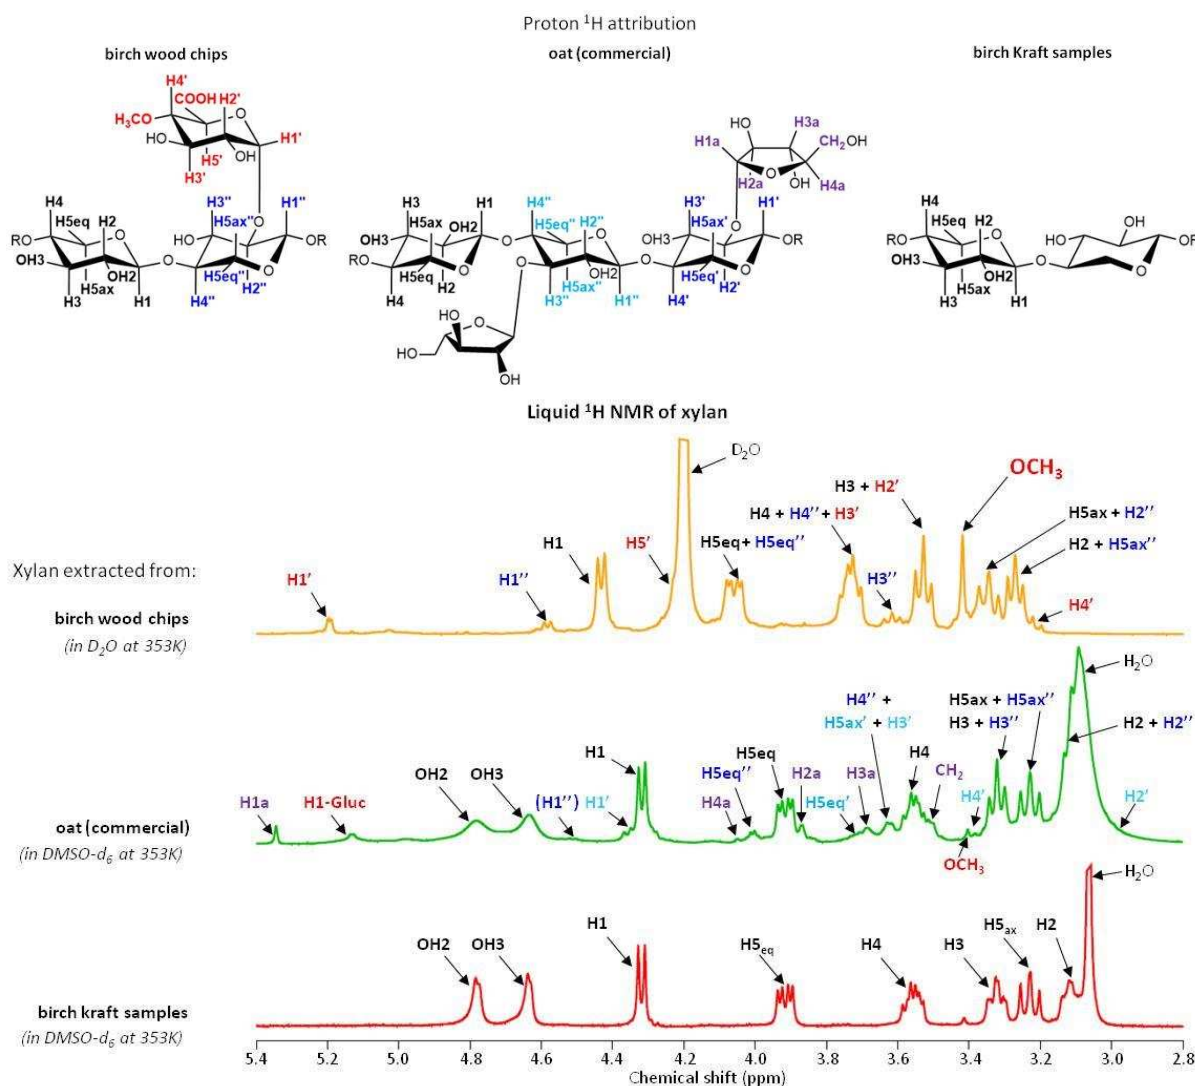 Proton ¹H attribution
birch wood chips
oat (commercial)
birch Kraft samples
H4'
COOH
H2'
H₃CO
O
HO
OH
H1'
H5'
H3'
H4
H5eq
H2
H3''
H5ax''
O
H1''
RO
O
HO
O
OR
OH3
O
OH2
H5eq''
H2''
H3
H5ax
H1
H4''
HO
H3a
H1a
CH₂OH
O
H2a
OH
H4a
H3
H5ax
H1
H4''
H5eq''
H2''
H3'
H5ax'
O
H1'
OH3
OH2
O
O
OH3
O
OR
RO
H5eq
O
O
OH2
O
H5eq'
H2'
H4
H2
H3''
H5ax''
H1''
H4'
HO
O
HO
OH
H4
H5eq
H2
OH
RO
O
HO
O
OR
OH3
O
OH2
O
H3
H5ax
H1
Liquid ¹H NMR of xylan
D₂O
OCH₃
H3 + H2'
H4 + H4'' + H3'
H5ax + H2''
H1
H5'
H5eq+ H5eq''
H2 + H5ax''
Xylan extracted from:
H1'
H1''
H3''
H4'
birch wood chips
(in D₂O at 353K)
H₂O
H4'' +
H5ax' + H3'
H5ax + H5ax''
H3 + H3''
H2 + H2''
H1
H5eq
H4
OH2
OH3
H5eq''
H2a
H3a
CH₂
H1a
H1-Gluc
(H1'')
H1'
H4a
H5eq'
H4'
H2'
oat (commercial)
(in DMSO-d₆ at 353K)
OCH₃
H₂O
OH2
OH3
H1
H5eq
H4
H3
H5ax
H2
birch kraft samples
(in DMSO-d₆ at 353K)
5.4 5.2 5.0 4.8 4.6 4.4 4.2 4.0 3.8 3.6 3.4 3.2 3.0 2.8
Chemical shift (ppm)